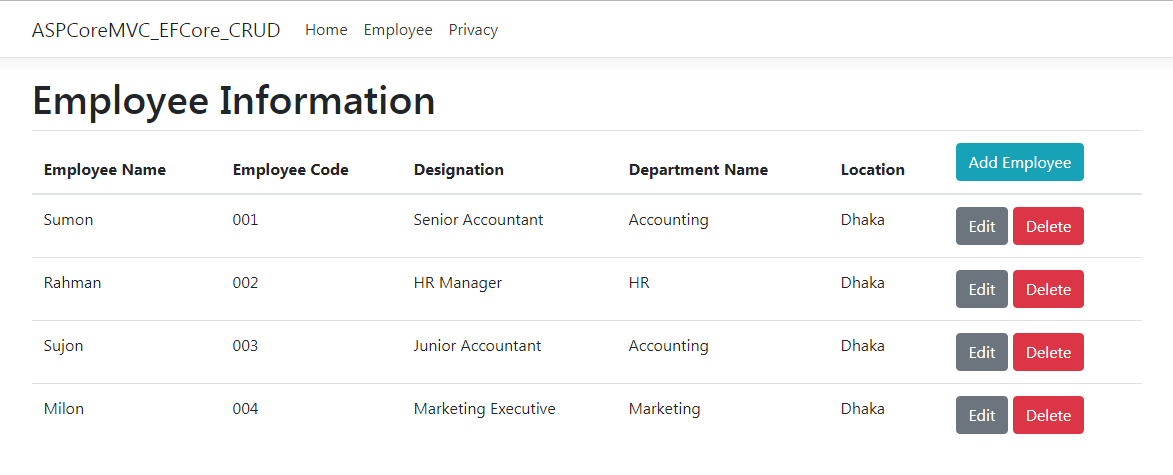 ASPCoreMVC_EFCore_CRUD Home Employee Privacy
Employee Information
Employee Name Employee Code Designation Department Name Location Add Employee
Sumon 001 Senior Accountant Accounting Dhaka Edit Delete
Rahman 002 HR Manager HR Dhaka Edit Delete
Sujon 003 Junior Accountant Accounting Dhaka Edit Delete
Milon 004 Marketing Executive Marketing Dhaka Edit Delete